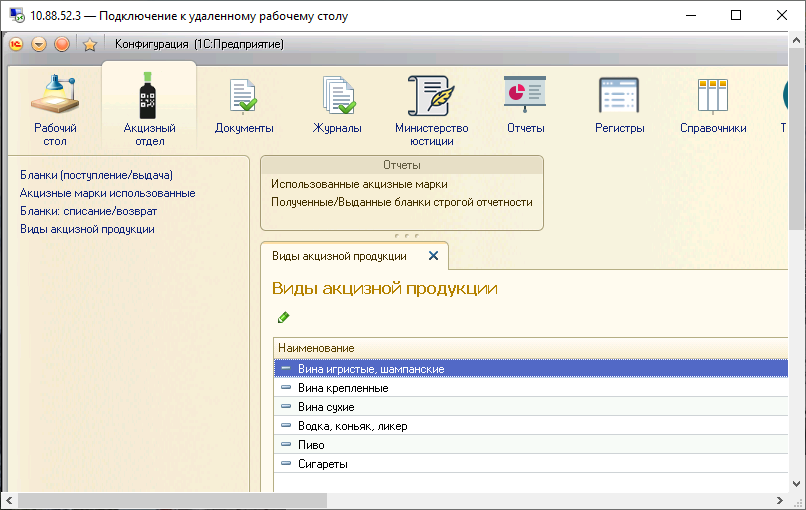 10.88.52.3 — Подключение к удаленному рабочему столу
Конфигурация (1С:Предприятие)
Рабочий
стол
Акцизный
отдел
Документы
Журналы
Министерство
юстиции
Отчеты
Регистры
Справочники
Т
Бланки (поступление/выдача)
Акцизные марки использованные
Бланки: списание/возврат
Виды акцизной продукции
Отчеты
Использованные акцизные марки
Полученные/Выданные бланки строгой отчетности
Виды акцизной продукции
Виды акцизной продукции
Наименование
Вина игристые, шампанские
Вина крепленные
Вина сухие
Водка, коньяк, ликер
Пиво
Сигареты